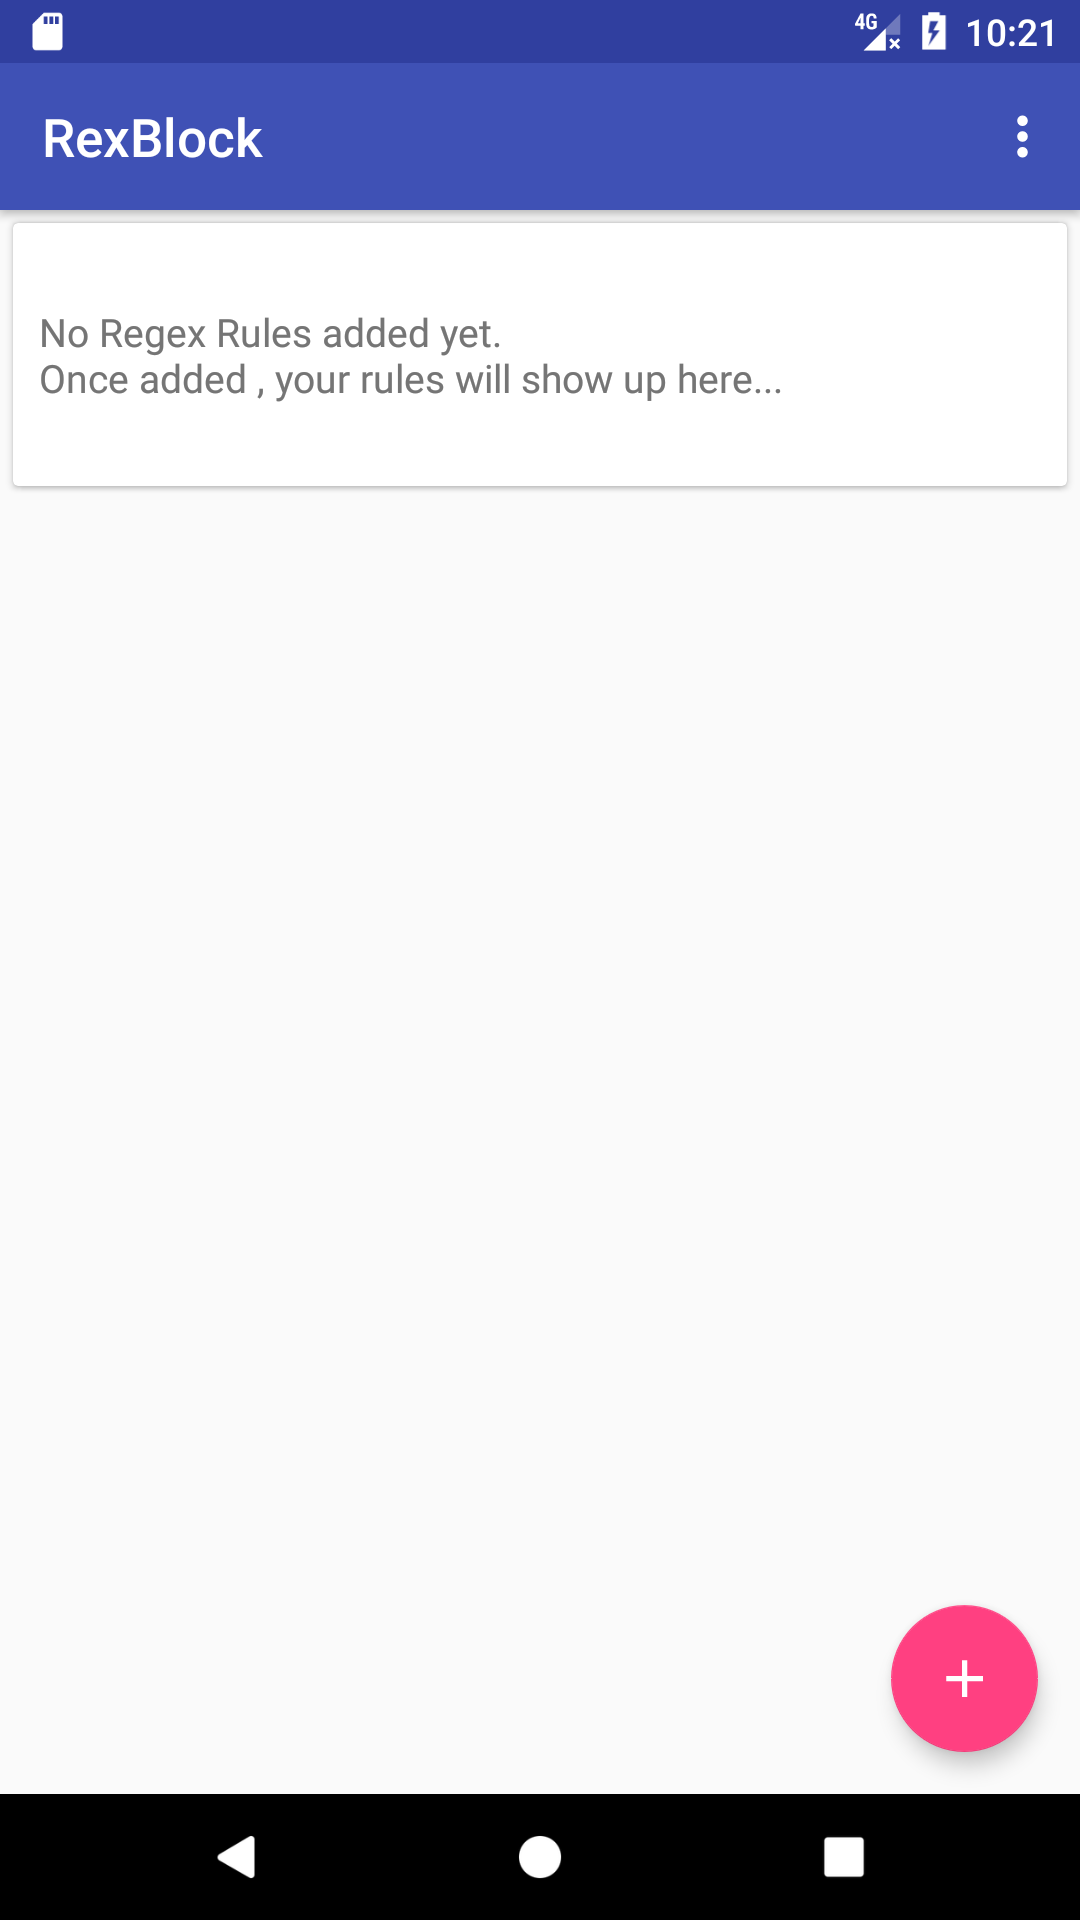 4G 10:21
RexBlock
No Regex Rules added yet.
Once added , your rules will show up here...